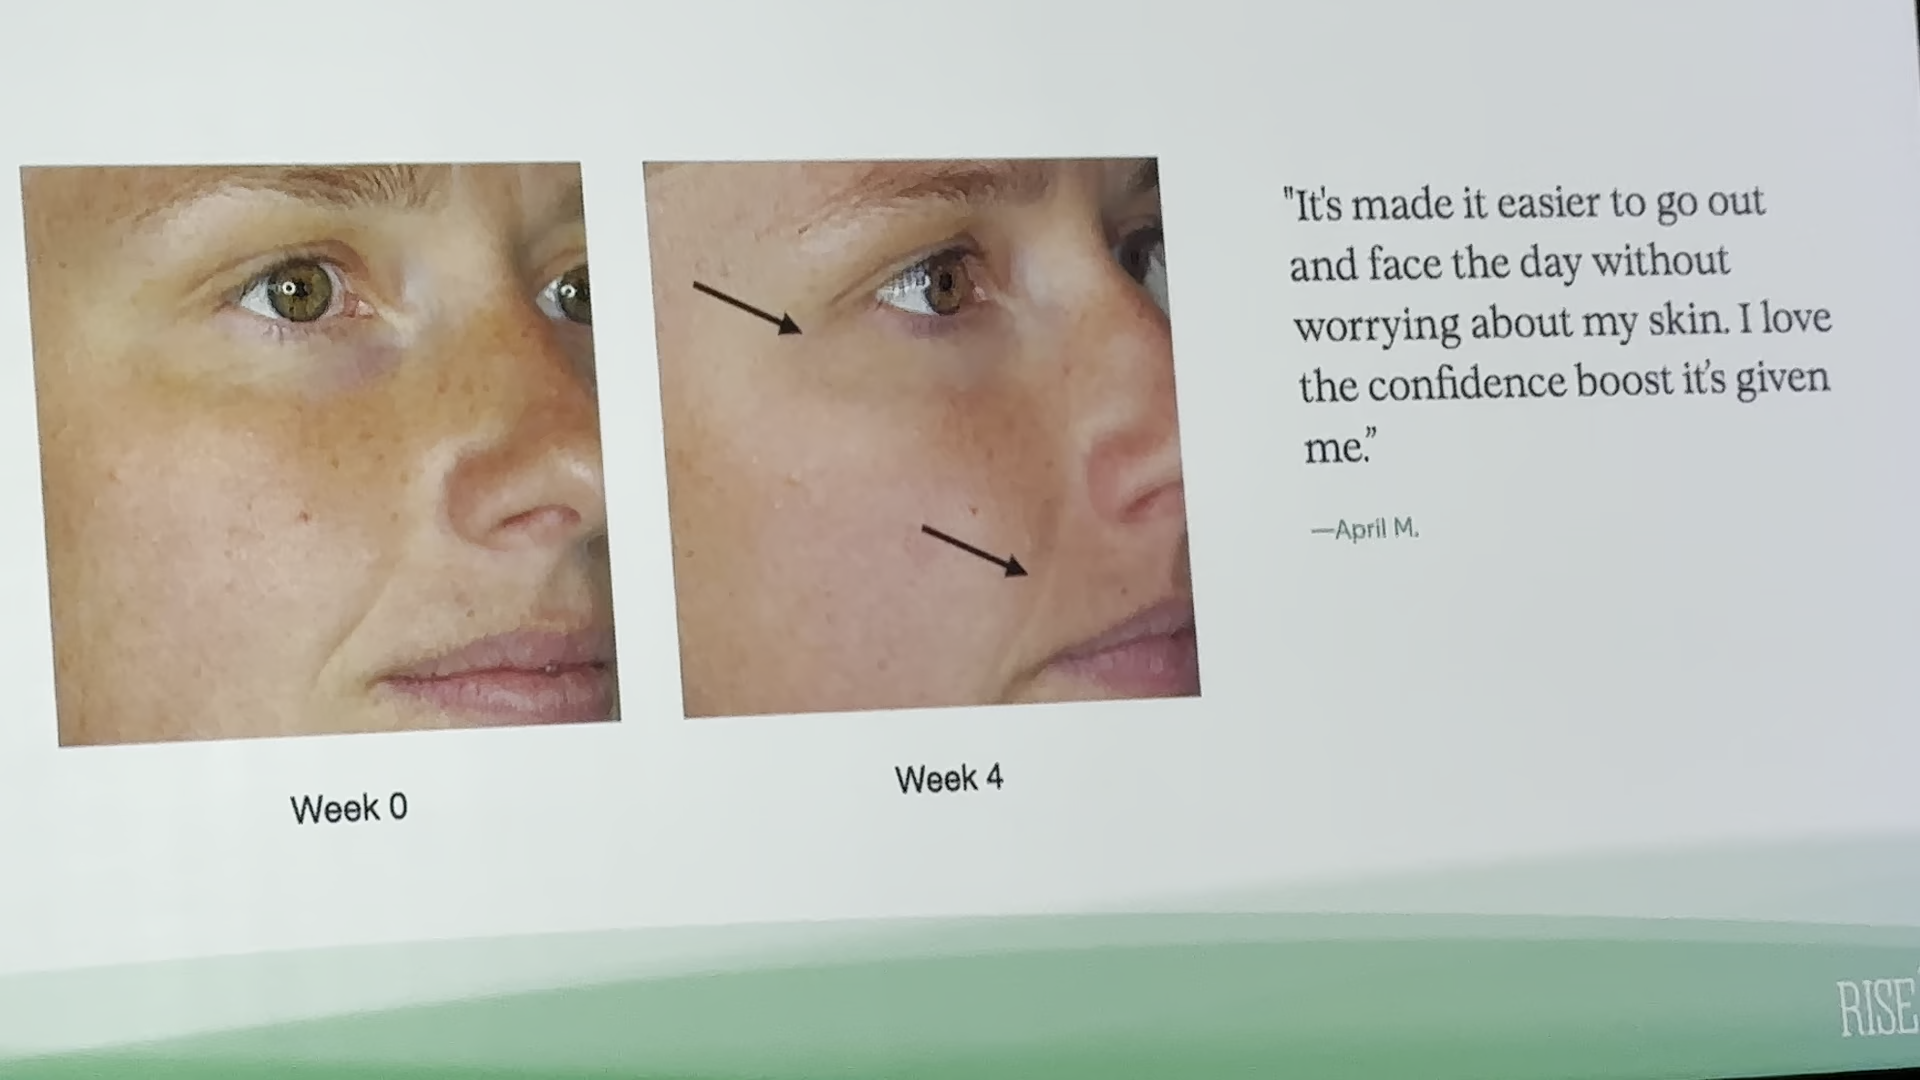 "It's made it easier to go out
and face the day without
worrying about my skin. I love
the confidence boost it's given
me.”
—April M.
Week 0
Week 4
RISE